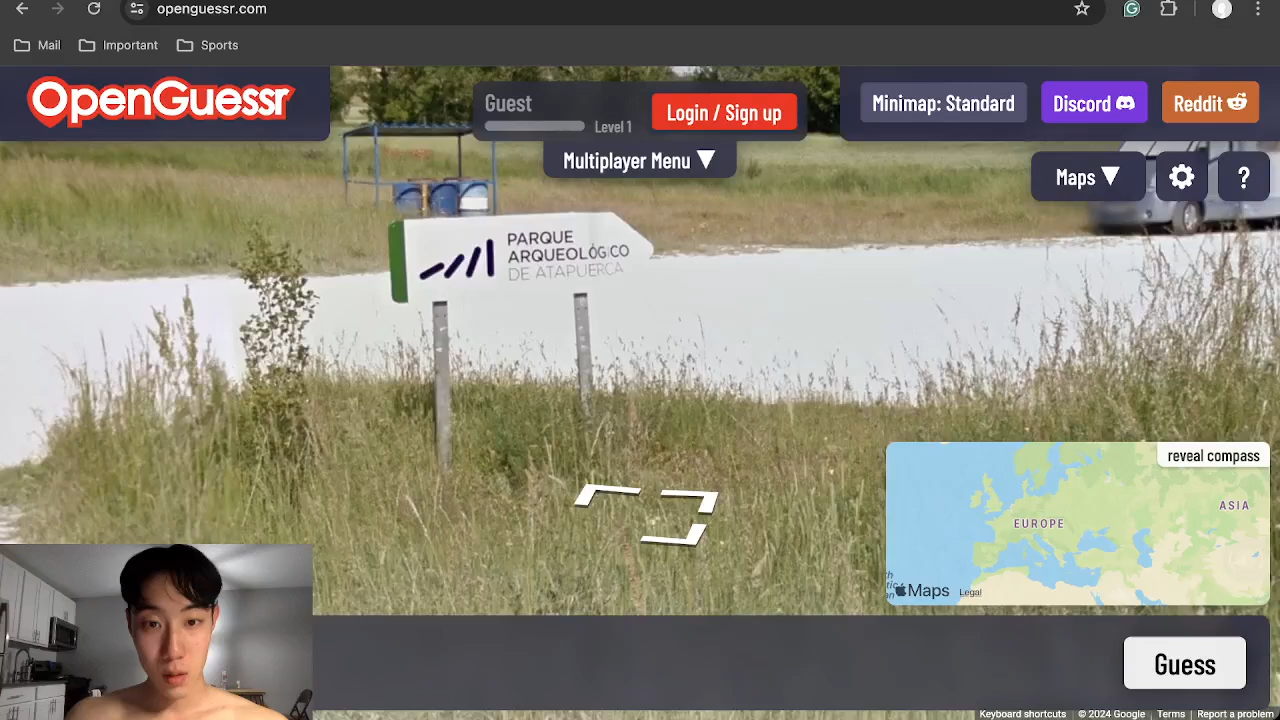 openguessr.com
Mail Important Sports
OpenGuessr
Guest
Level 1
Login / Sign up
Minimap: Standard
Discord
Reddit
Multiplayer Menu ▼
Maps ▼
?
PARQUE
ARQUEOLÓGICO
DE ATAPUERCA
reveal compass
ASIA
EUROPE
Maps
Legal
Guess
Keyboard shortcuts © 2024 Google Terms Report a problem